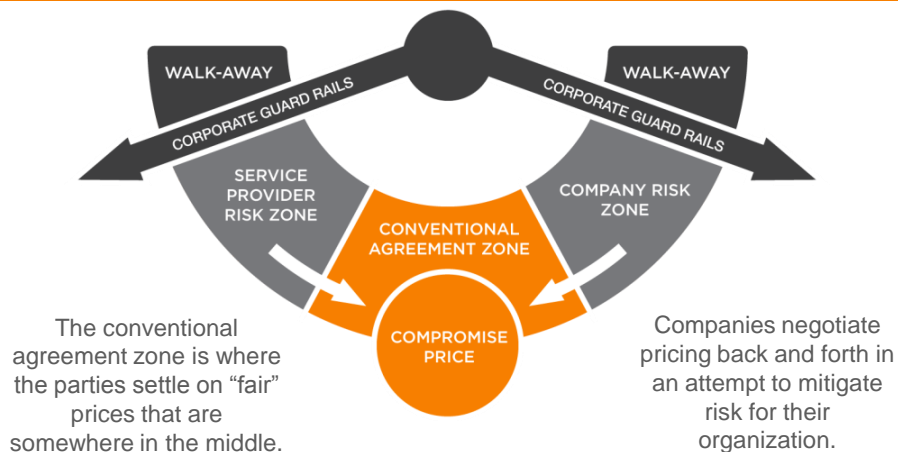 WALK-AWAY
CORPORATE GUARD RAILS
WALK-AWAY
CORPORATE GUARD RAILS
SERVICE
PROVIDER
RISK ZONE
CONVENTIONAL
AGREEMENT ZONE
COMPANY RISK
ZONE
COMPROMISE
PRICE
The conventional
agreement zone is where
the parties settle on “fair”
prices that are
somewhere in the middle.
Companies negotiate
pricing back and forth in
an attempt to mitigate
risk for their
organization.